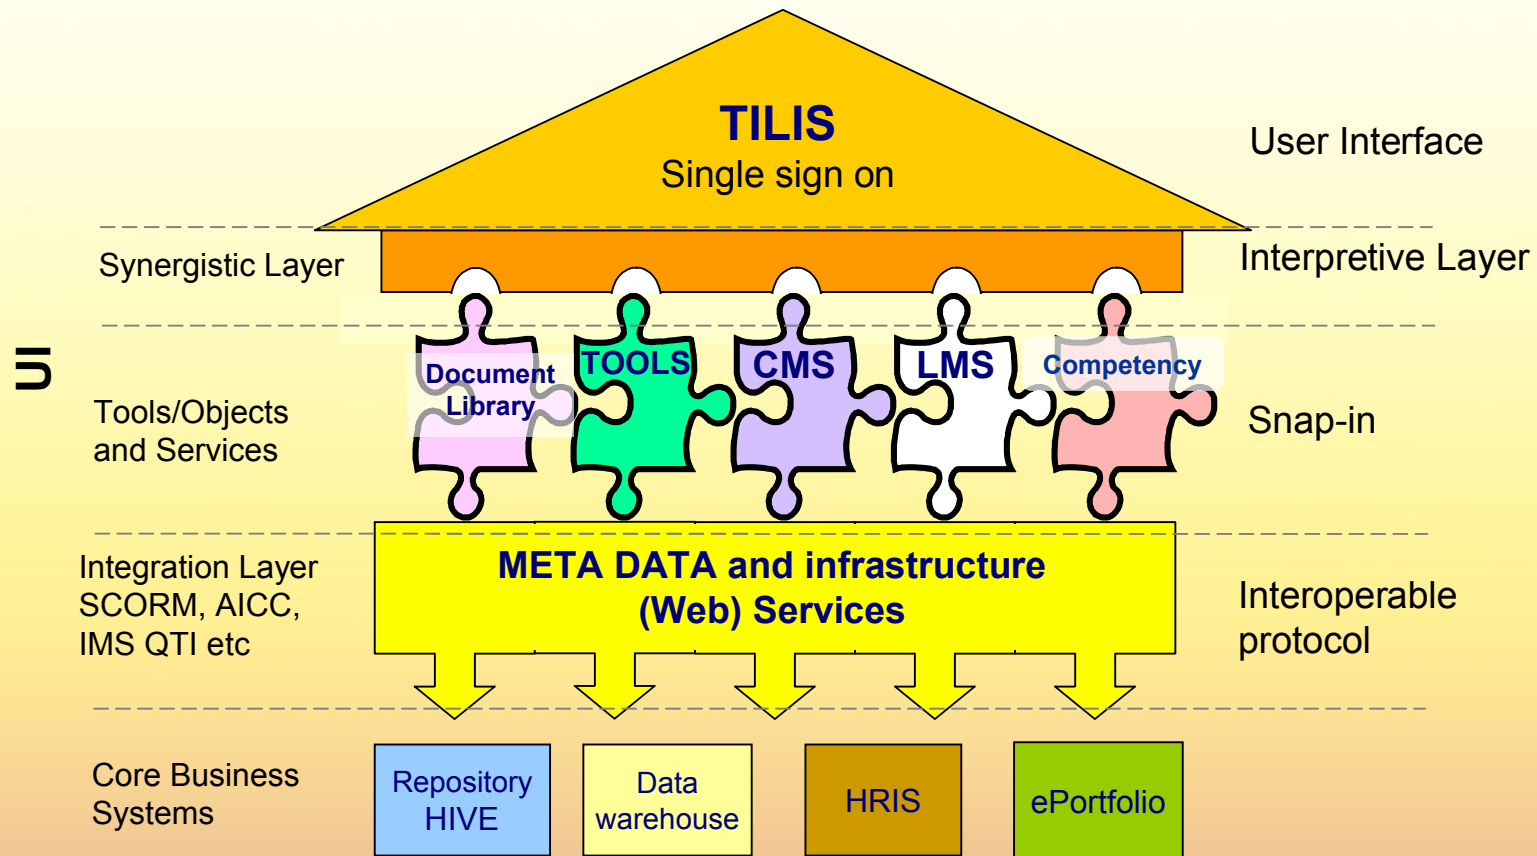 TILIS
Single sign on
User Interface
Synergistic Layer
Interpretive Layer
UI
Document
Library
TOOLS
CMS
LMS
Competency
Tools/Objects
and Services
Snap-in
Integration Layer
SCORM, AICC,
IMS QTI etc
META DATA and infrastructure
(Web) Services
Interoperable
protocol
Core Business
Systems
Repository
HIVE
Data
warehouse
HRIS
ePortfolio